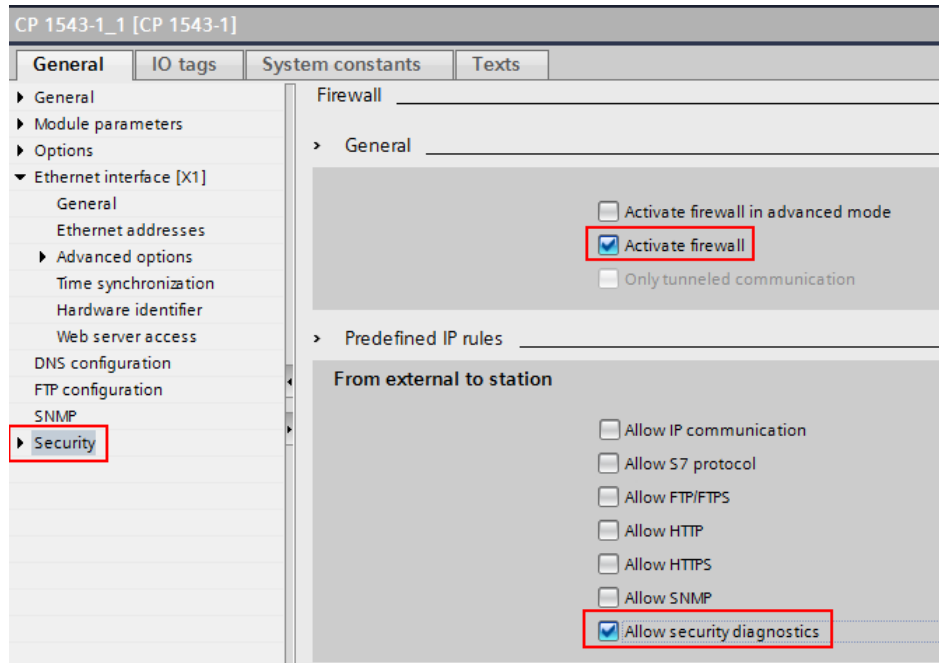 CP 1543-1_1 [CP 1543-1]
General
IO tags
System constants
Texts
General
Module parameters
Options
Ethernet interface [X1]
General
Ethernet addresses
Advanced options
Time synchronization
Hardware identifier
Web server access
DNS configuration
FTP configuration
SNMP
Security
Firewall
General
Activate firewall in advanced mode
Activate firewall
Only tunneled communication
Predefined IP rules
From external to station
Allow IP communication
Allow S7 protocol
Allow FTP/FTPS
Allow HTTP
Allow HTTPS
Allow SNMP
Allow security diagnostics